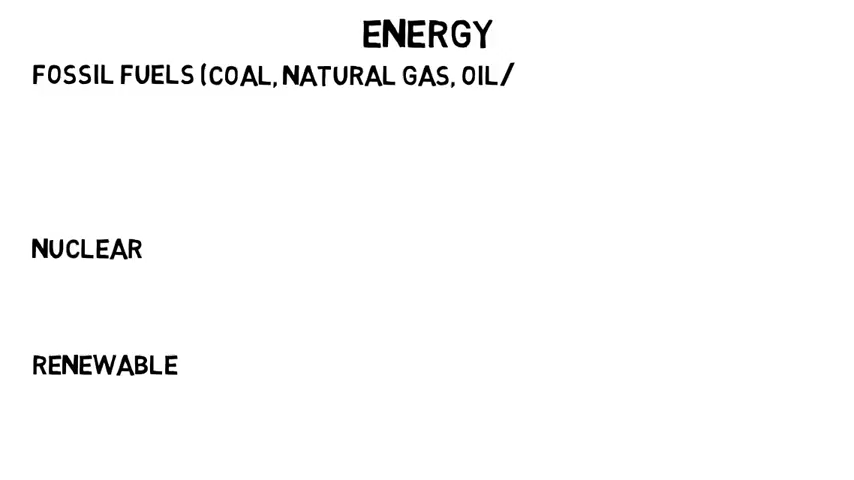 ENERGY
FOSSIL FUELS (COAL, NATURAL GAS, OIL/
NUCLEAR
RENEWABLE